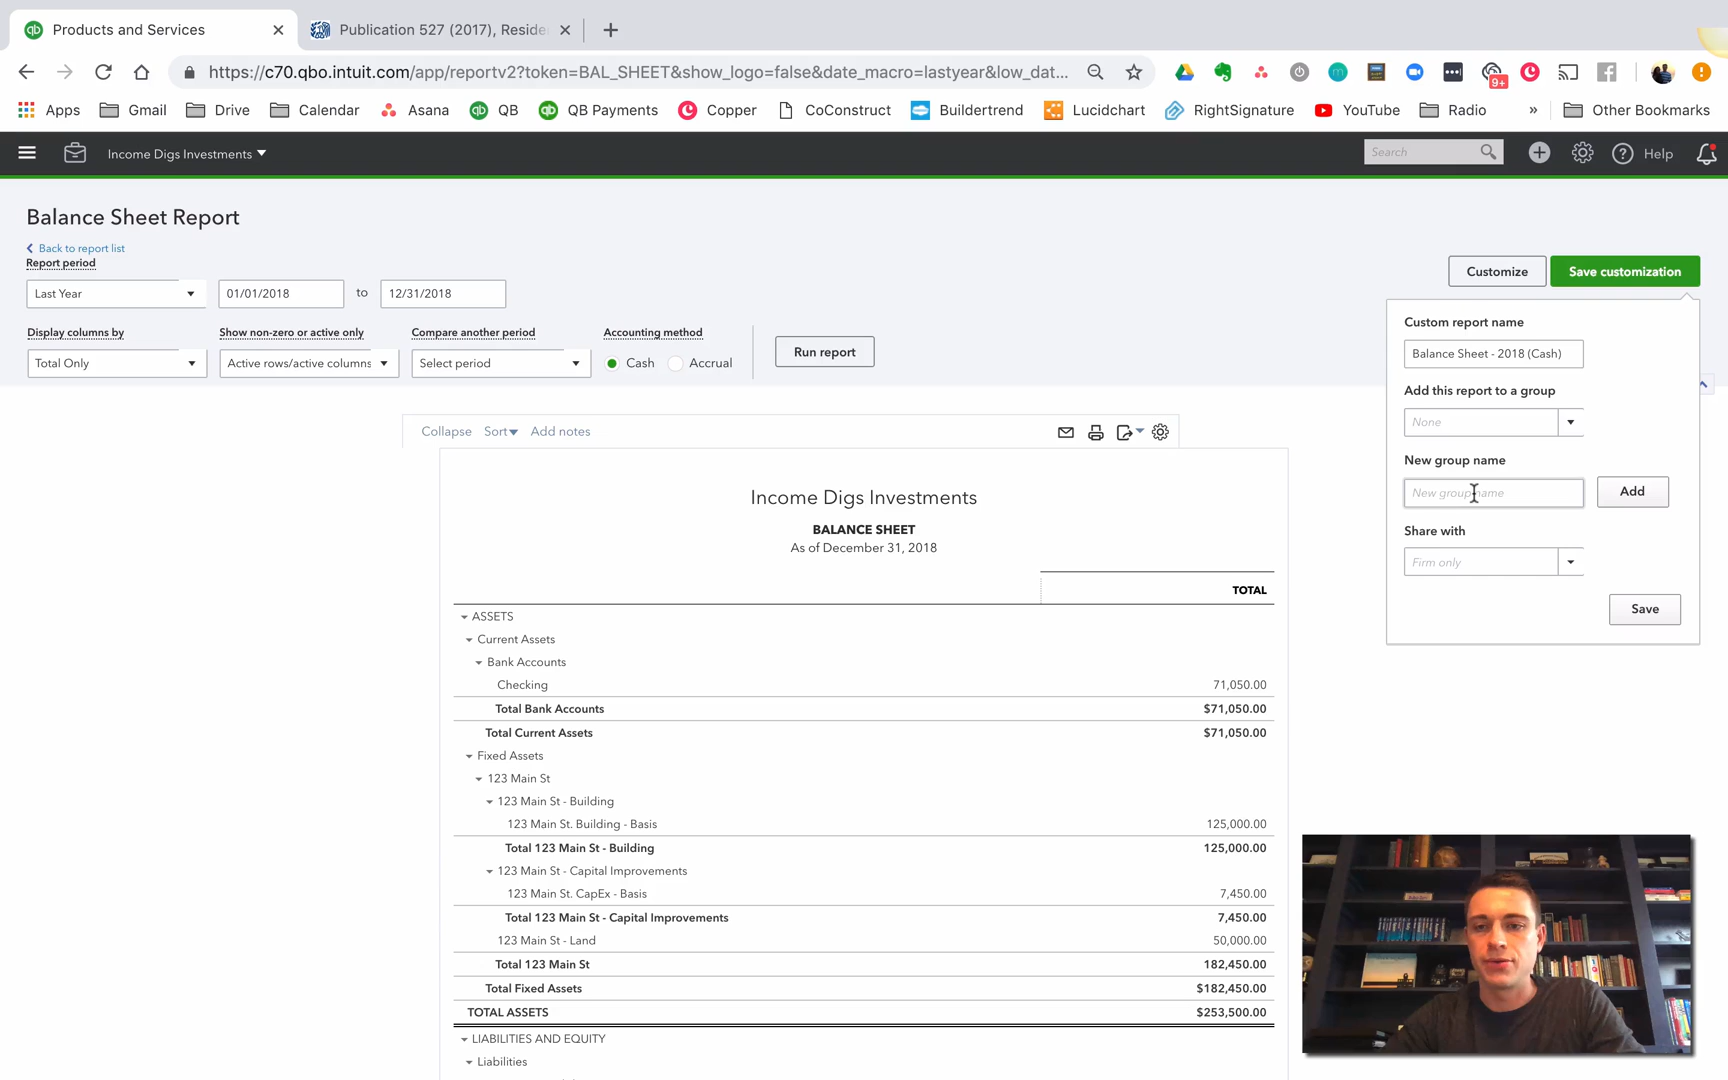 Products and Services
Publication 527 (2017), Reside
https://c70.qbo.intuit.com/app/reportv2?token=BAL_SHEET&show_logo=false&date_macro=lastyear&low_dat...
9+
Apps
Gmail
Drive
Calendar
Asana
QB
QB Payments
Copper
CoConstruct
Buildertrend
Lucidchart
RightSignature
YouTube
Radio
»
Other Bookmarks
Income Digs Investments
Search
Help
Balance Sheet Report
Back to report list
Report period
Last Year
01/01/2018
to
12/31/2018
Customize
Save customization
Display columns by
Show non-zero or active only
Compare another period
Accounting method
Total Only
Active rows/active columns
Select period
Cash
Accrual
Run report
Custom report name
Balance Sheet - 2018 (Cash)
Add this report to a group
None
New group name
New group name
Add
Share with
Firm only
Save
Collapse
Sort
Add notes
Income Digs Investments
BALANCE SHEET
As of December 31, 2018
TOTAL
ASSETS
Current Assets
Bank Accounts
Checking 71,050.00
Total Bank Accounts $71,050.00
Total Current Assets $71,050.00
Fixed Assets
123 Main St
123 Main St - Building
123 Main St. Building - Basis 125,000.00
Total 123 Main St - Building 125,000.00
123 Main St - Capital Improvements
123 Main St. CapEx - Basis 7,450.00
Total 123 Main St - Capital Improvements 7,450.00
123 Main St - Land 50,000.00
Total 123 Main St 182,450.00
Total Fixed Assets $182,450.00
TOTAL ASSETS $253,500.00
LIABILITIES AND EQUITY
Liabilities